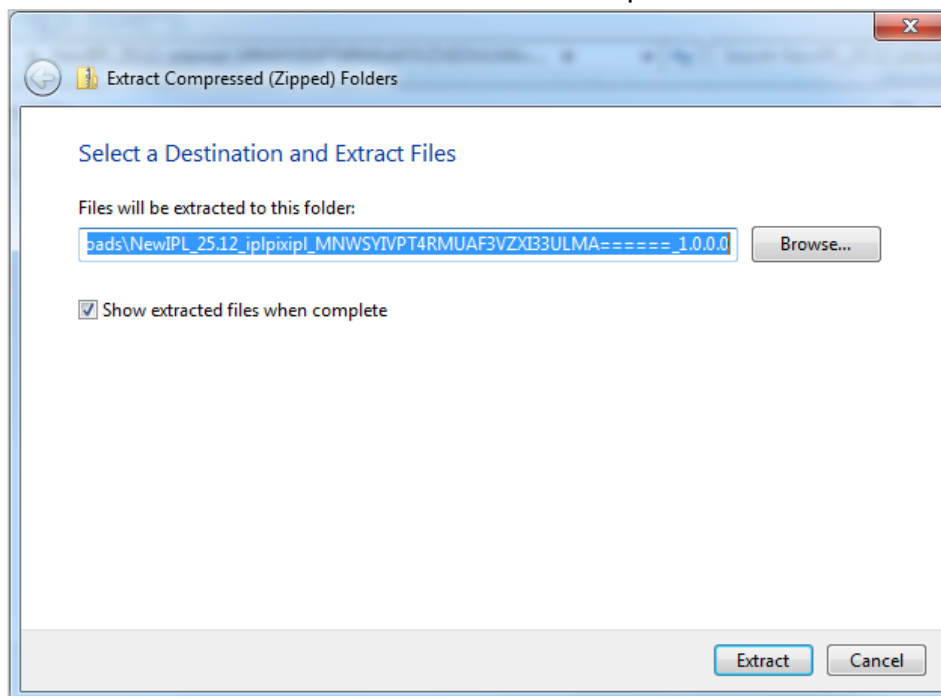 Extract Compressed (Zipped) Folders
Select a Destination and Extract Files
Files will be extracted to this folder:
oads\NewIPL_25.12_iplpixipl_MNWSYIVPT4RMUAF3VZXI33ULMA======_1.0.0.0
Browse...
Show extracted files when complete
Extract
Cancel